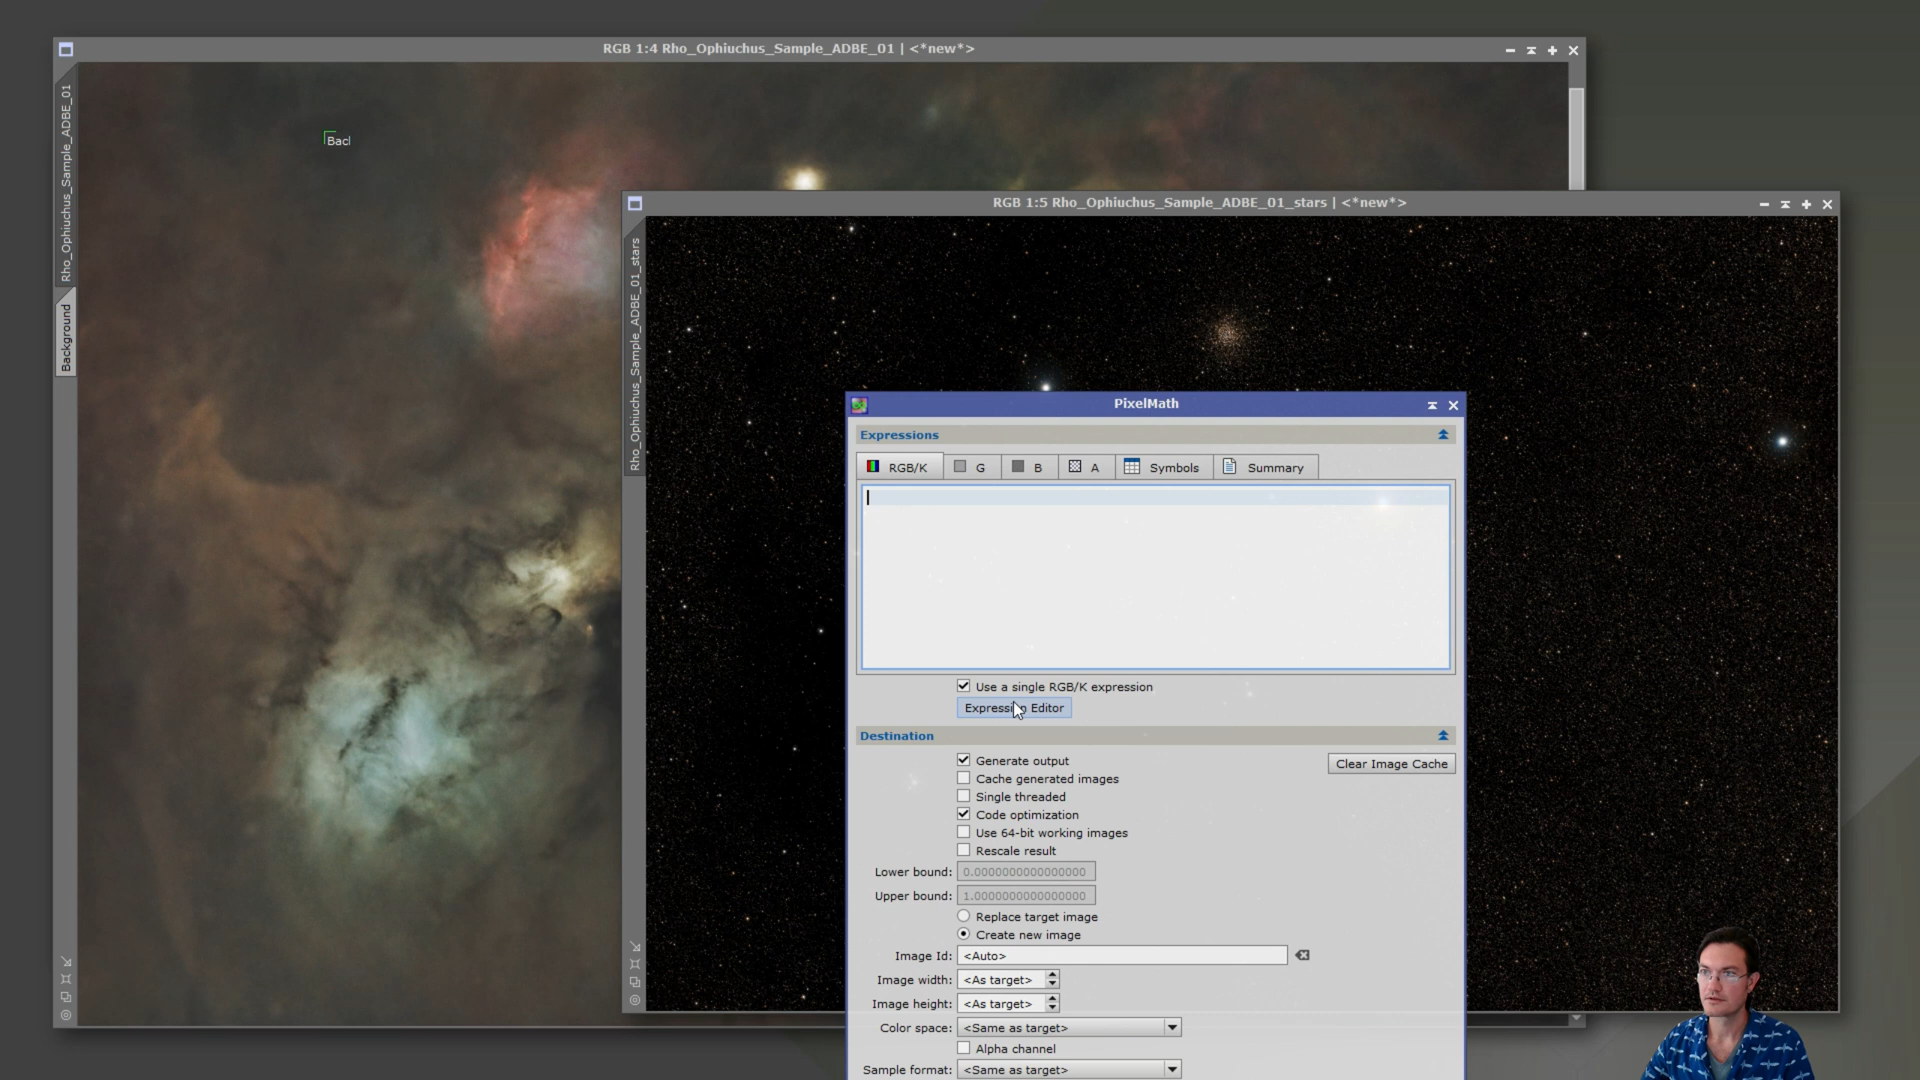 RGB 1:4 Rho_Ophiuchus_Sample_ADBE_01 | <*new*>
Rho_Ophiuchus_Sample_ADBE_01
Background
Bacl
RGB 1:5 Rho_Ophiuchus_Sample_ADBE_01_stars | <*new*>
Rho_Ophiuchus_Sample_ADBE_01_stars
PixelMath
Expressions
RGB/K G B A Symbols Summary
Use a single RGB/K expression
Expression Editor
Destination
Generate output
Clear Image Cache
Cache generated images
Single threaded
Code optimization
Use 64-bit working images
Rescale result
Lower bound: 0.0000000000000000
Upper bound: 1.0000000000000000
Replace target image
Create new image
Image Id: <Auto>
Image width: <As target>
Image height: <As target>
Color space: <Same as target>
Alpha channel
Sample format: <Same as target>